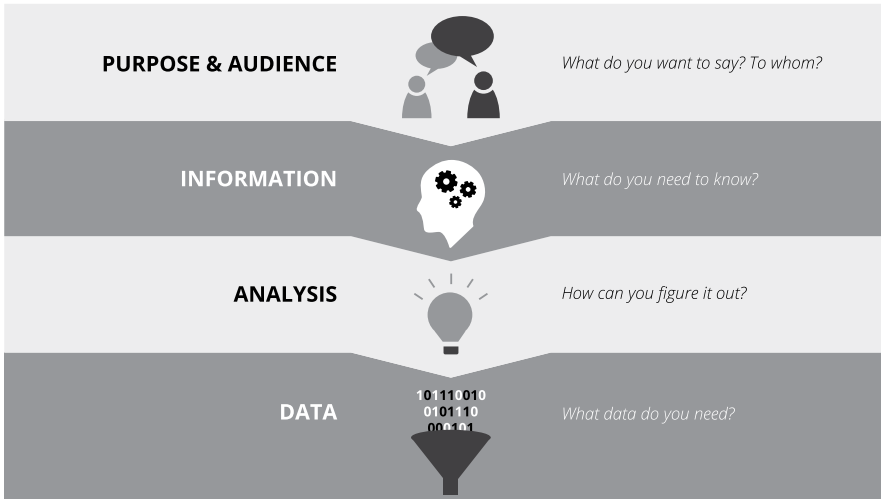 PURPOSE & AUDIENCE
What do you want to say? To whom?
INFORMATION
What do you need to know?
ANALYSIS
How can you figure it out?
DATA
What data do you need?
101110010
0101110
000101